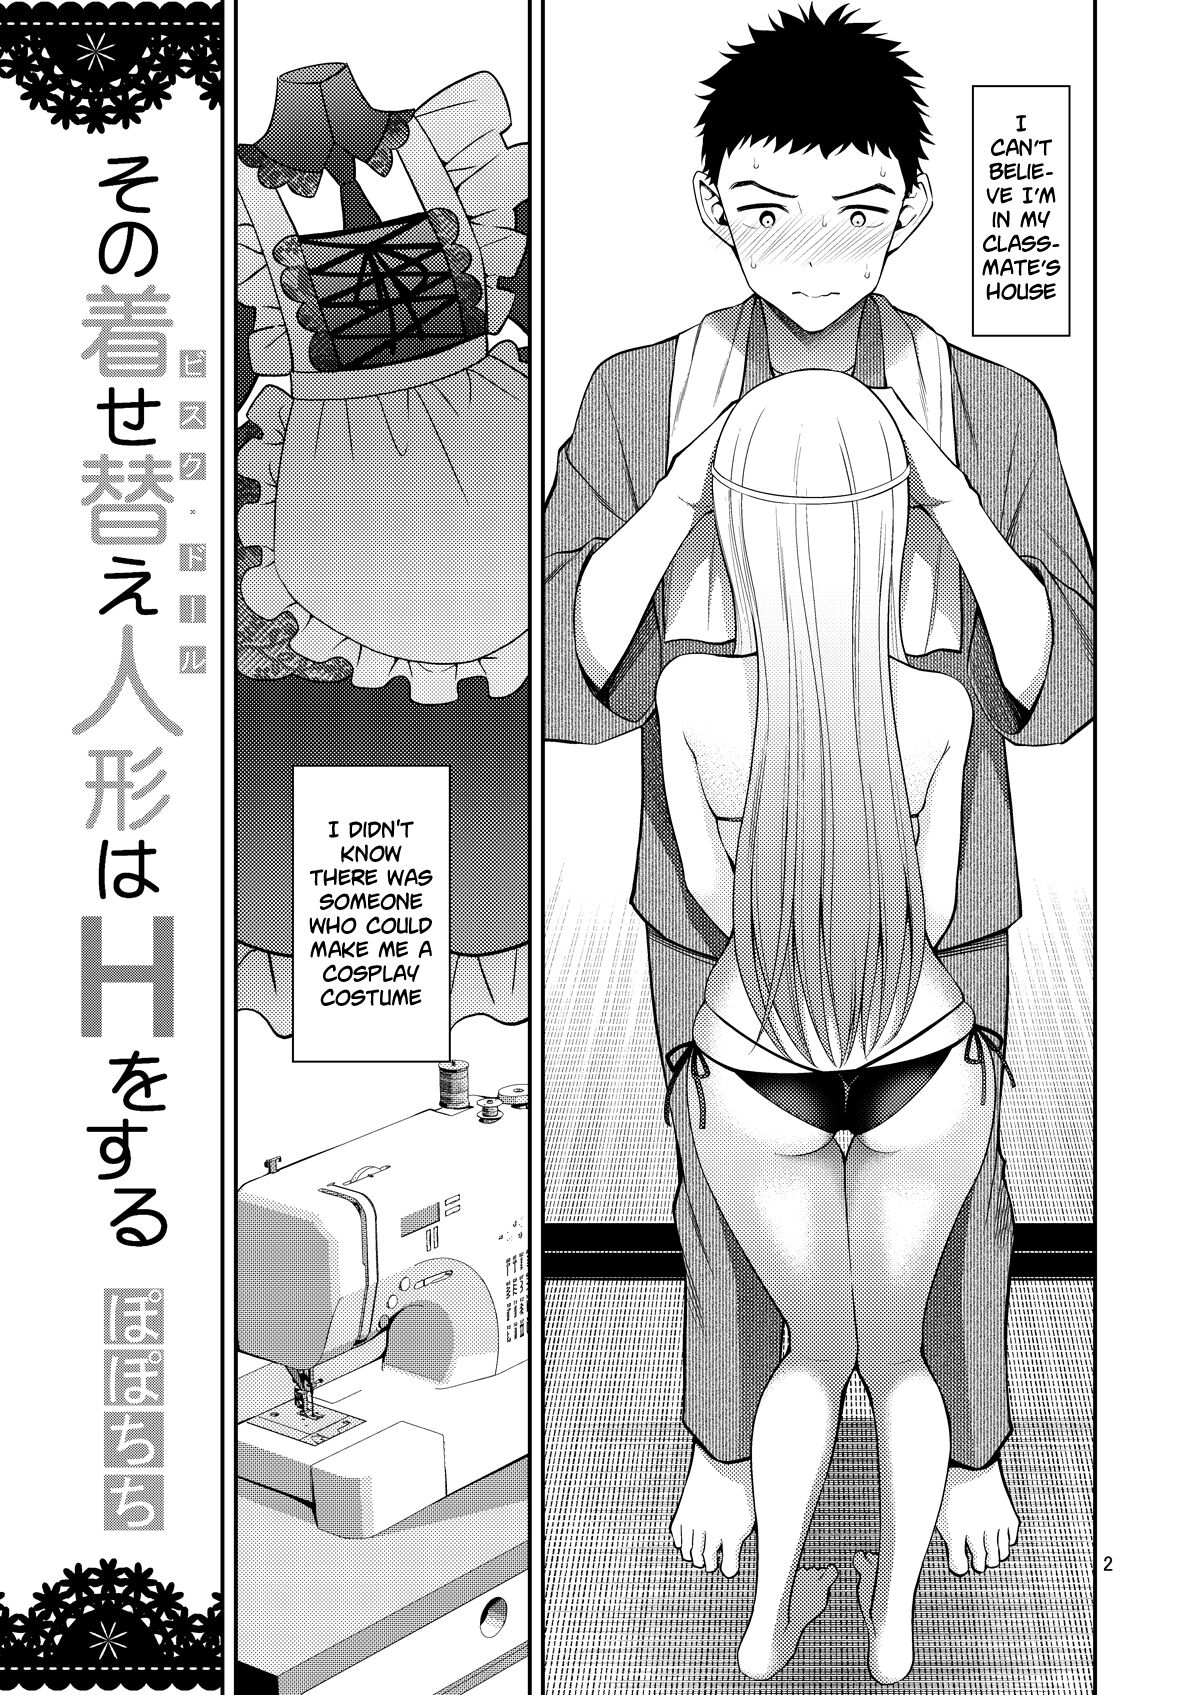 I
CAN'T
BELIE-
VE I'M
IN MY
CLASS-
MATE'S
HOUSE
I DIDN'T
KNOW
THERE WAS
SOMEONE
WHO COULD
MAKE ME A
COSPLAY
COSTUME
その着せ替え人形はHをする
ビスク・ドール
ぽぽちち
2